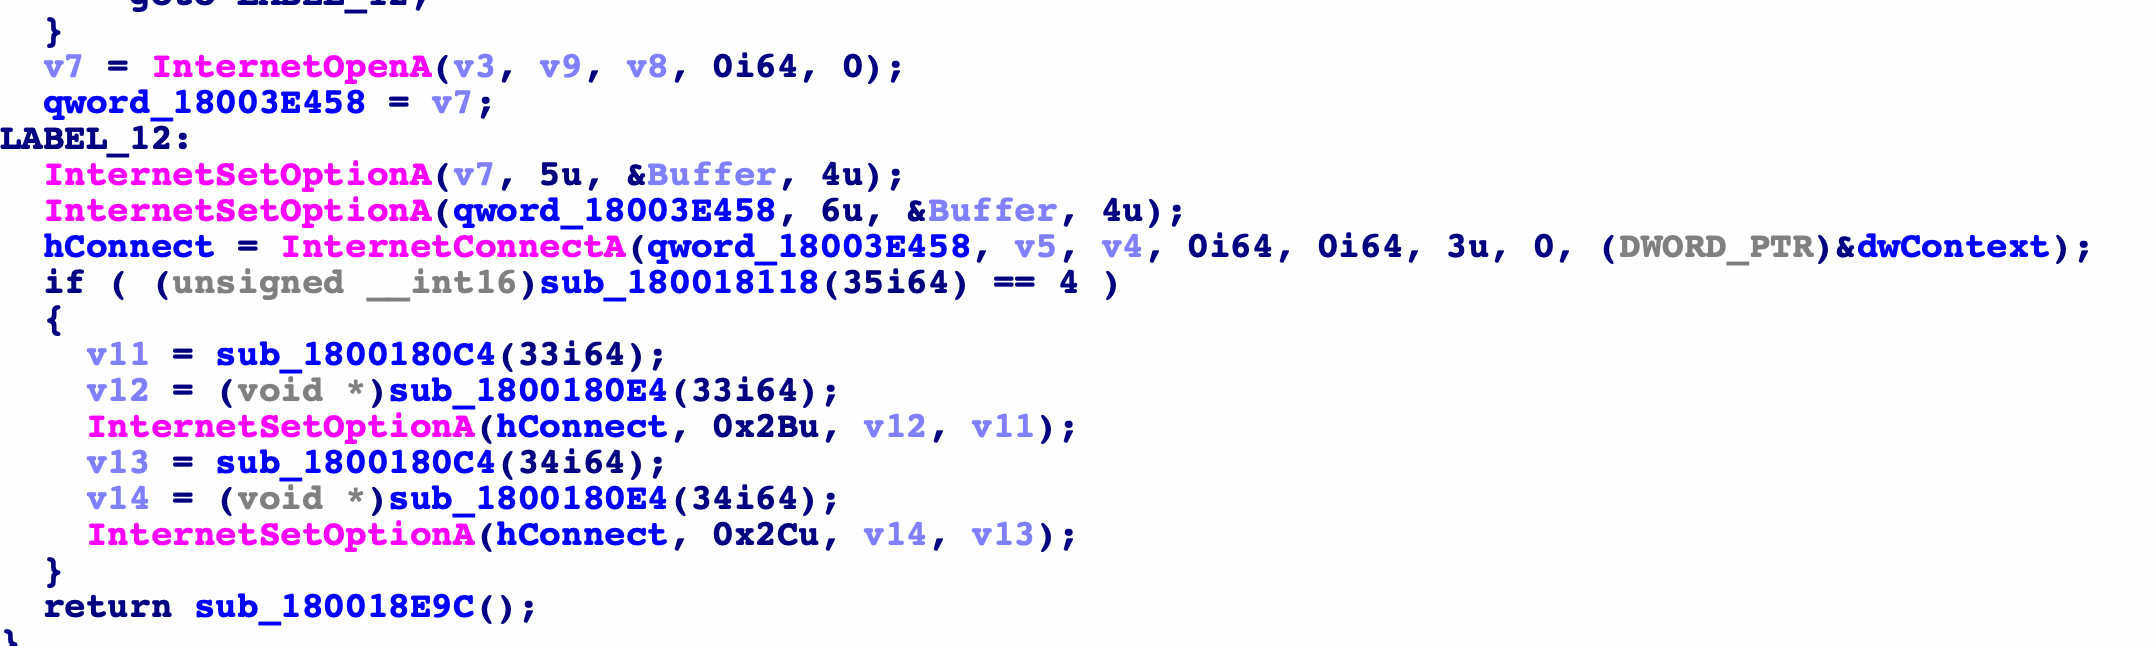 goto LABEL_12;
}
v7 = InternetOpenA(v3, v9, v8, 0i64, 0);
qword_18003E458 = v7;
LABEL_12:
InternetSetOptionA(v7, 5u, &Buffer, 4u);
InternetSetOptionA(qword_18003E458, 6u, &Buffer, 4u);
hConnect = InternetConnectA(qword_18003E458, v5, v4, 0i64, 0i64, 3u, 0, (DWORD_PTR)&dwContext);
if ( (unsigned __int16)sub_180018118(35i64) == 4 )
{
v11 = sub_1800180C4(33i64);
v12 = (void *)sub_1800180E4(33i64);
InternetSetOptionA(hConnect, 0x2Bu, v12, v11);
v13 = sub_1800180C4(34i64);
v14 = (void *)sub_1800180E4(34i64);
InternetSetOptionA(hConnect, 0x2Cu, v14, v13);
}
return sub_180018E9C();
}